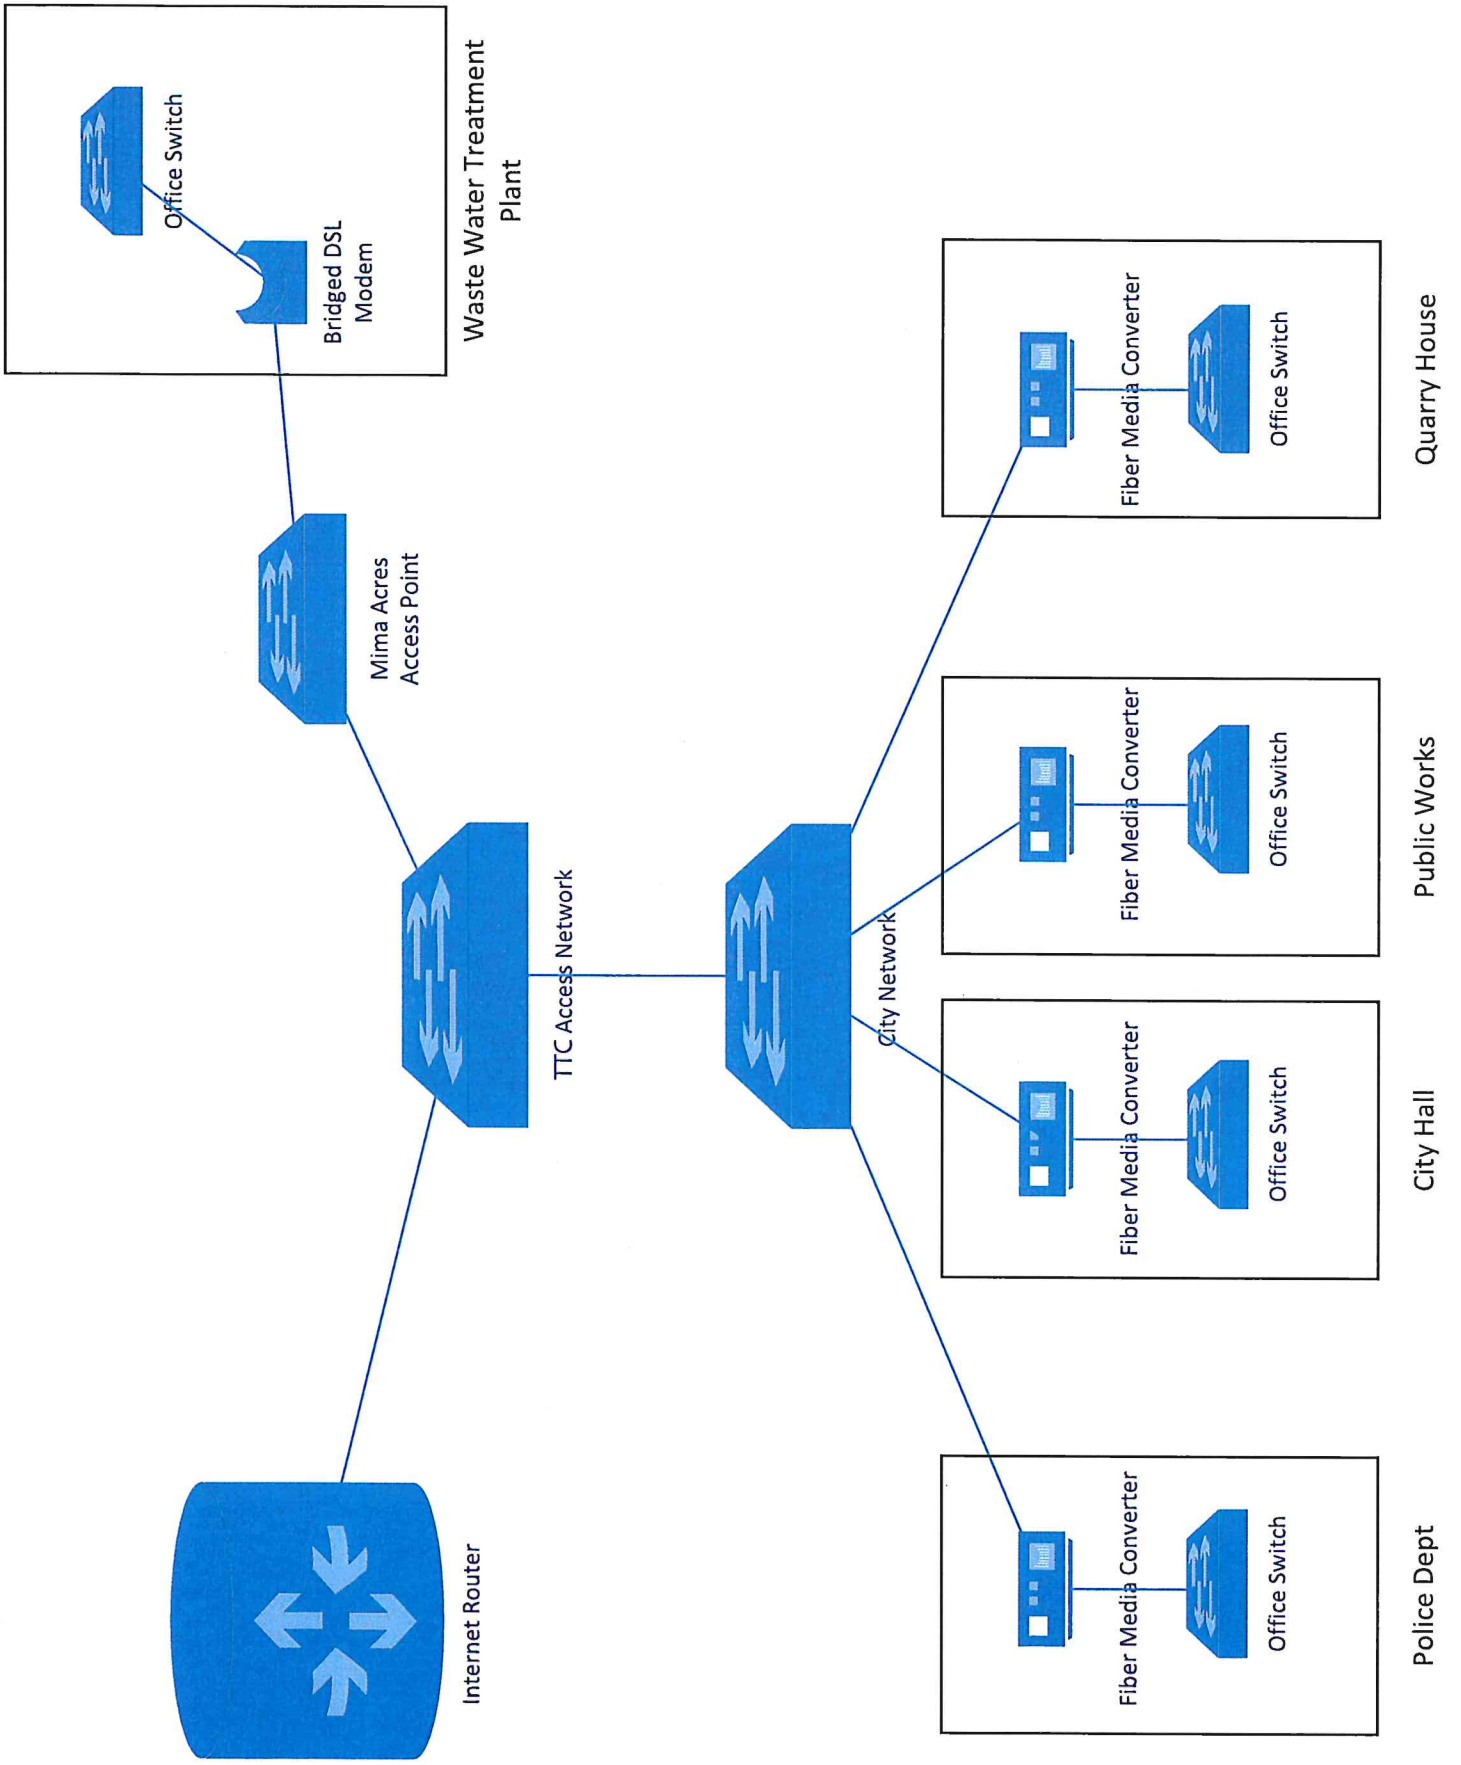 Office Switch
Bridged DSL
Modem
Mima Acres
Access Point
Internet Router
Waste Water Treatment
Plant
TTC Access Network
City Network
Fiber Media Converter
Fiber Media Converter
Fiber Media Converter
Fiber Media Converter
Office Switch
Office Switch
Office Switch
Office Switch
Police Dept
City Hall
Public Works
Quarry House